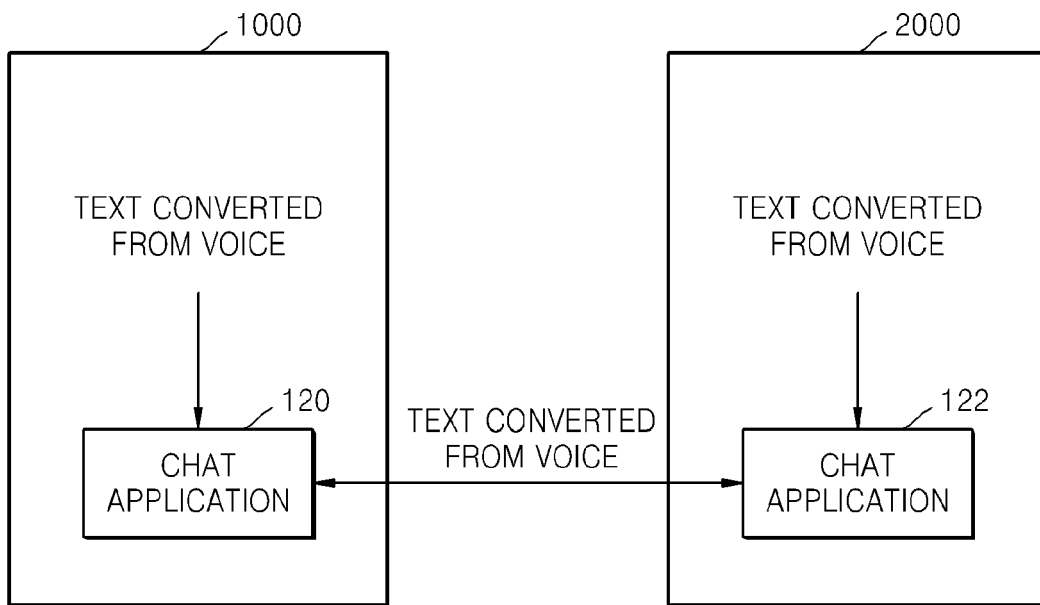 1000
2000
TEXT CONVERTED
FROM VOICE
TEXT CONVERTED
FROM VOICE
120
122
TEXT CONVERTED
FROM VOICE
CHAT
APPLICATION
CHAT
APPLICATION